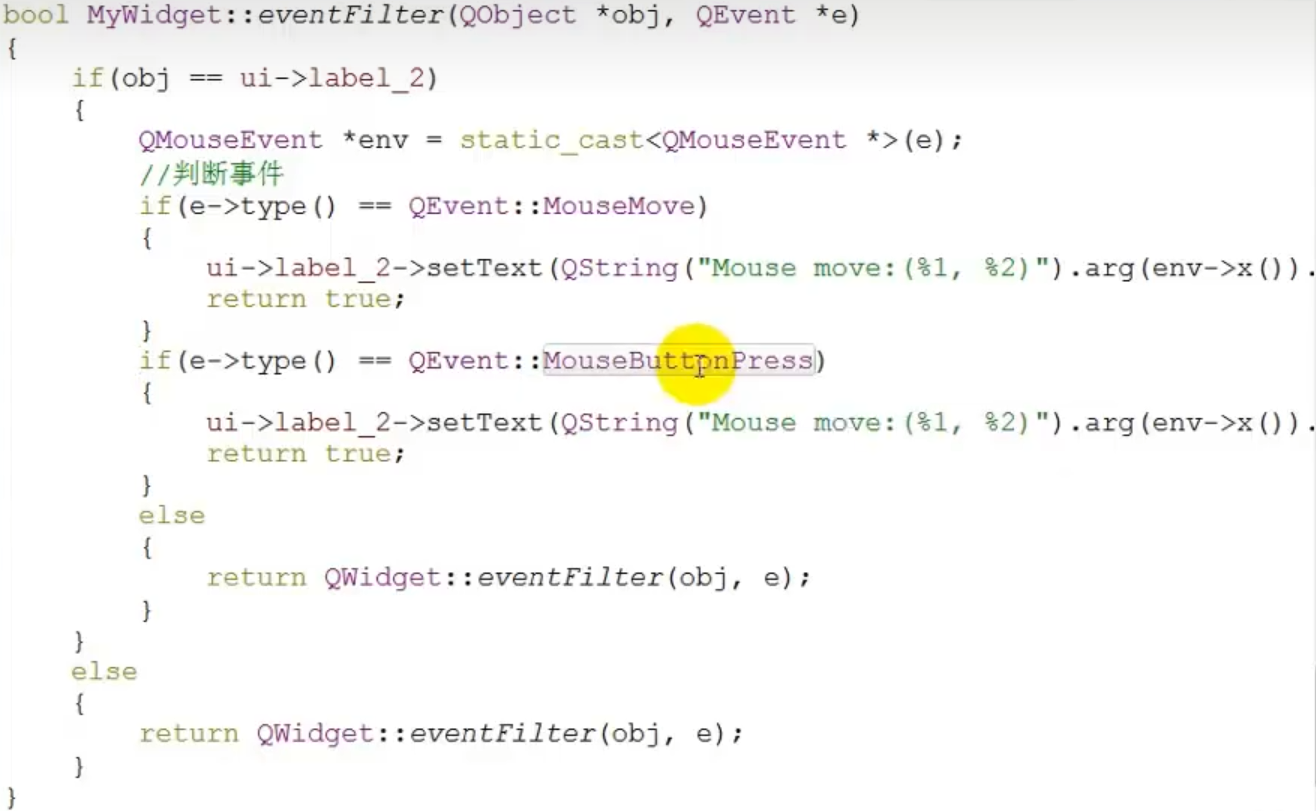 bool MyWidget::eventFilter(QObject *obj, QEvent *e)
{
    if(obj == ui->label_2)
    {
        QMouseEvent *env = static_cast<QMouseEvent *>(e);
        //判断事件
        if(e->type() == QEvent::MouseMove)
        {
            ui->label_2->setText(QString("Mouse move:(%1, %2)").arg(env->x()).
            return true;
        }
        if(e->type() == QEvent::MouseButtonPress)
        {
            ui->label_2->setText(QString("Mouse move:(%1, %2)").arg(env->x()).
            return true;
        }
        else
        {
            return QWidget::eventFilter(obj, e);
        }
    }
    else
    {
        return QWidget::eventFilter(obj, e);
    }
}